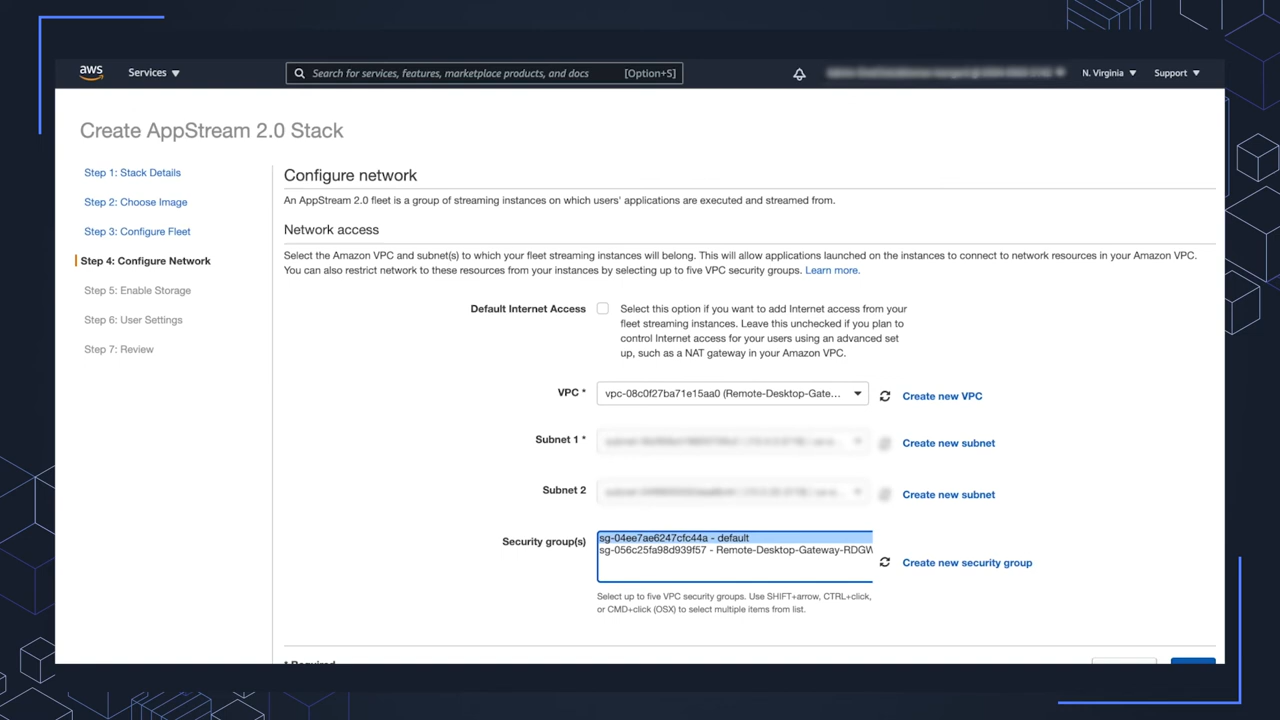 aws
Services
Search for services, features, marketplace products, and docs [Option+S]
N. Virginia
Support
Create AppStream 2.0 Stack
Step 1: Stack Details
Step 2: Choose Image
Step 3: Configure Fleet
Step 4: Configure Network
Step 5: Enable Storage
Step 6: User Settings
Step 7: Review
Configure network
An AppStream 2.0 fleet is a group of streaming instances on which users' applications are executed and streamed from.
Network access
Select the Amazon VPC and subnet(s) to which your fleet streaming instances will belong. This will allow applications launched on the instances to connect to network resources in your Amazon VPC.
You can also restrict network to these resources from your instances by selecting up to five VPC security groups. Learn more.
Default Internet Access
Select this option if you want to add Internet access from your
fleet streaming instances. Leave this unchecked if you plan to
control Internet access for your users using an advanced set
up, such as a NAT gateway in your Amazon VPC.
VPC *
vpc-08c0f27ba71e15aa0 (Remote-Desktop-Gate...
Create new VPC
Subnet 1 *
Create new subnet
Subnet 2
Create new subnet
Security group(s)
sg-04ee7ae6247cfc44a - default
sg-056c25fa98d939f57 - Remote-Desktop-Gateway-RDGW
Create new security group
Select up to five VPC security groups. Use SHIFT+arrow, CTRL+click,
or CMD+click (OSX) to select multiple items from list.
* Required